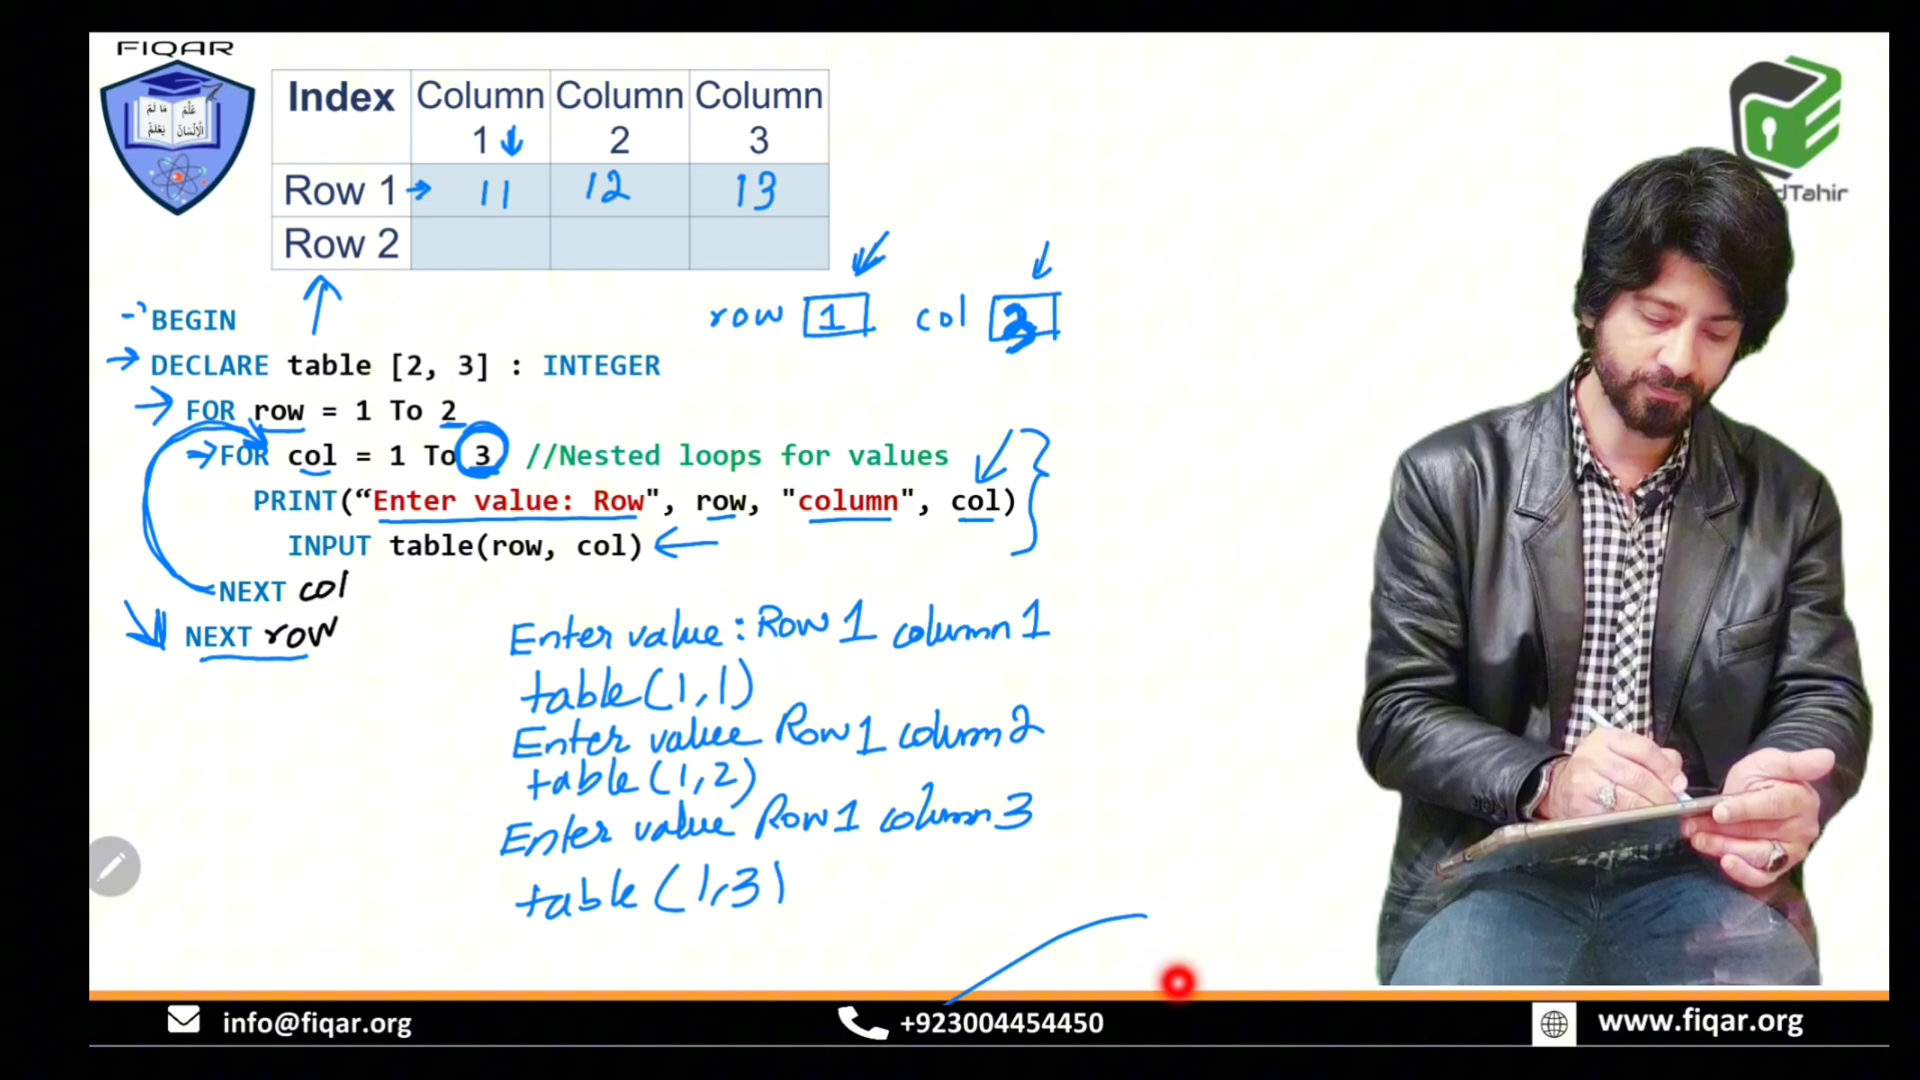 FIQAR
عَلَّمَ الْاِنْسَانَ
مَا لَمْ يَعْلَمْ
Index Column 1 Column 2 Column 3
Row 1 11 12 13
Row 2
dTahir
row 1 col 3
BEGIN
DECLARE table [2, 3] : INTEGER
FOR row = 1 To 2
FOR col = 1 To 3 //Nested loops for values
PRINT(“Enter value: Row", row, "column", col)
INPUT table(row, col)
NEXT col
NEXT row
Enter value: Row 1 column 1
table(1,1)
Enter value Row 1 column 2
table(1,2)
Enter value Row 1 column 3
table(1,3)
info@fiqar.org +923004454450 www.fiqar.org